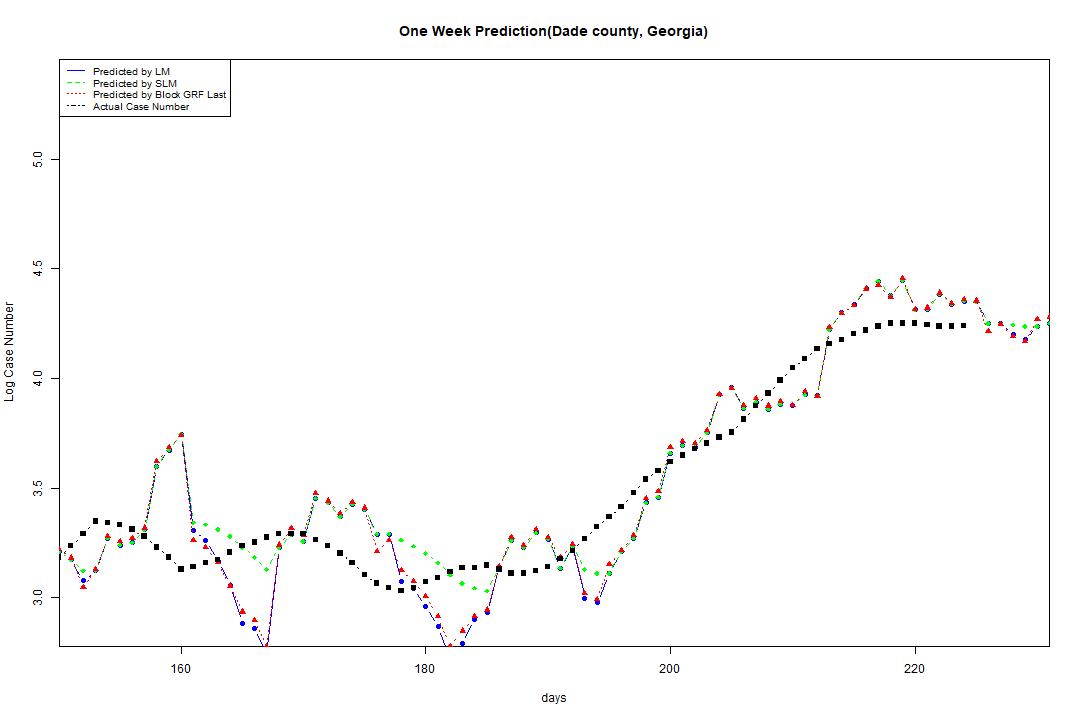 One Week Prediction(Dade county, Georgia)
Predicted by LM
Predicted by SLM
Predicted by Block GRF Last
Actual Case Number
5.0
4.5
4.0
3.5
3.0
Log Case Number
160 180 200 220
days